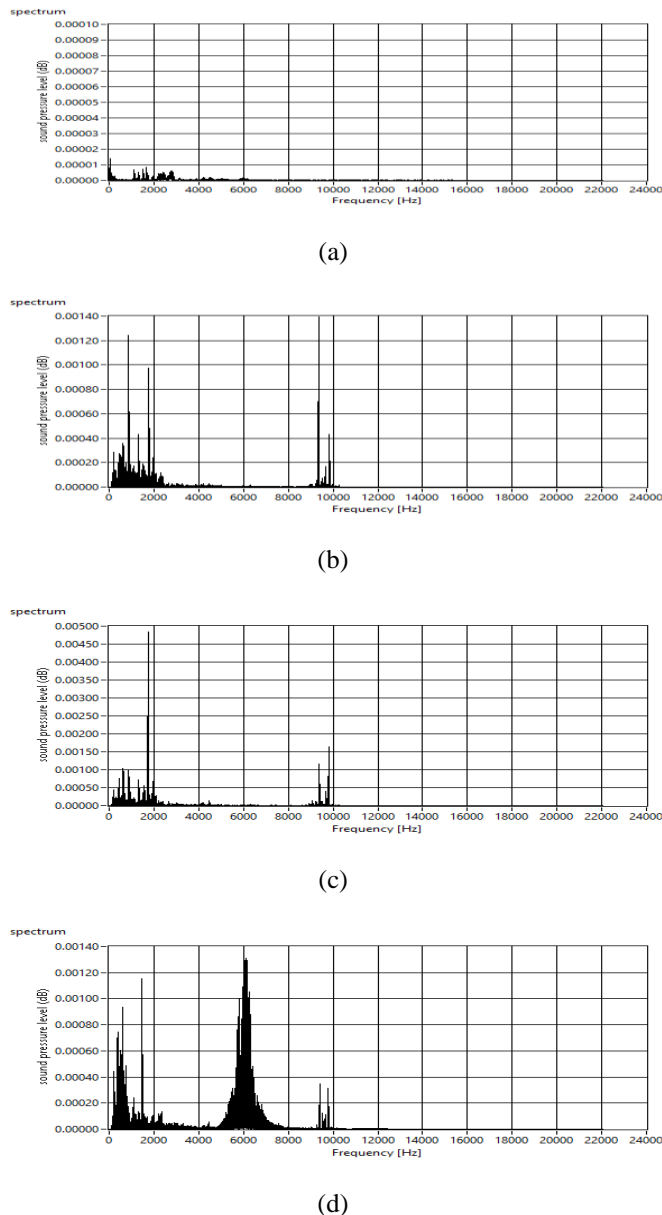 spectrum
sound pressure level (dB)
0.00010
0.00009
0.00008
0.00007
0.00006
0.00005
0.00004
0.00003
0.00002
0.00001
0.00000
0 2000 4000 6000 8000 10000 12000 14000 16000 18000 20000 22000 24000
Frequency [Hz]
(a)
spectrum
sound pressure level (dB)
0.00140
0.00120
0.00100
0.00080
0.00060
0.00040
0.00020
0.00000
0 2000 4000 6000 8000 10000 12000 14000 16000 18000 20000 22000 24000
Frequency [Hz]
(b)
spectrum
sound pressure level (dB)
0.00500
0.00450
0.00400
0.00350
0.00300
0.00250
0.00200
0.00150
0.00100
0.00050
0.00000
0 2000 4000 6000 8000 10000 12000 14000 16000 18000 20000 22000 24000
Frequency [Hz]
(c)
spectrum
sound pressure level (dB)
0.00140
0.00120
0.00100
0.00080
0.00060
0.00040
0.00020
0.00000
0 2000 4000 6000 8000 10000 12000 14000 16000 18000 20000 22000 24000
Frequency [Hz]
(d)